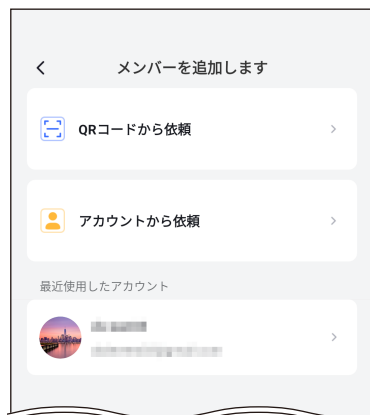 メンバーを追加します
QRコードから依頼
アカウントから依頼
最近使用したアカウント